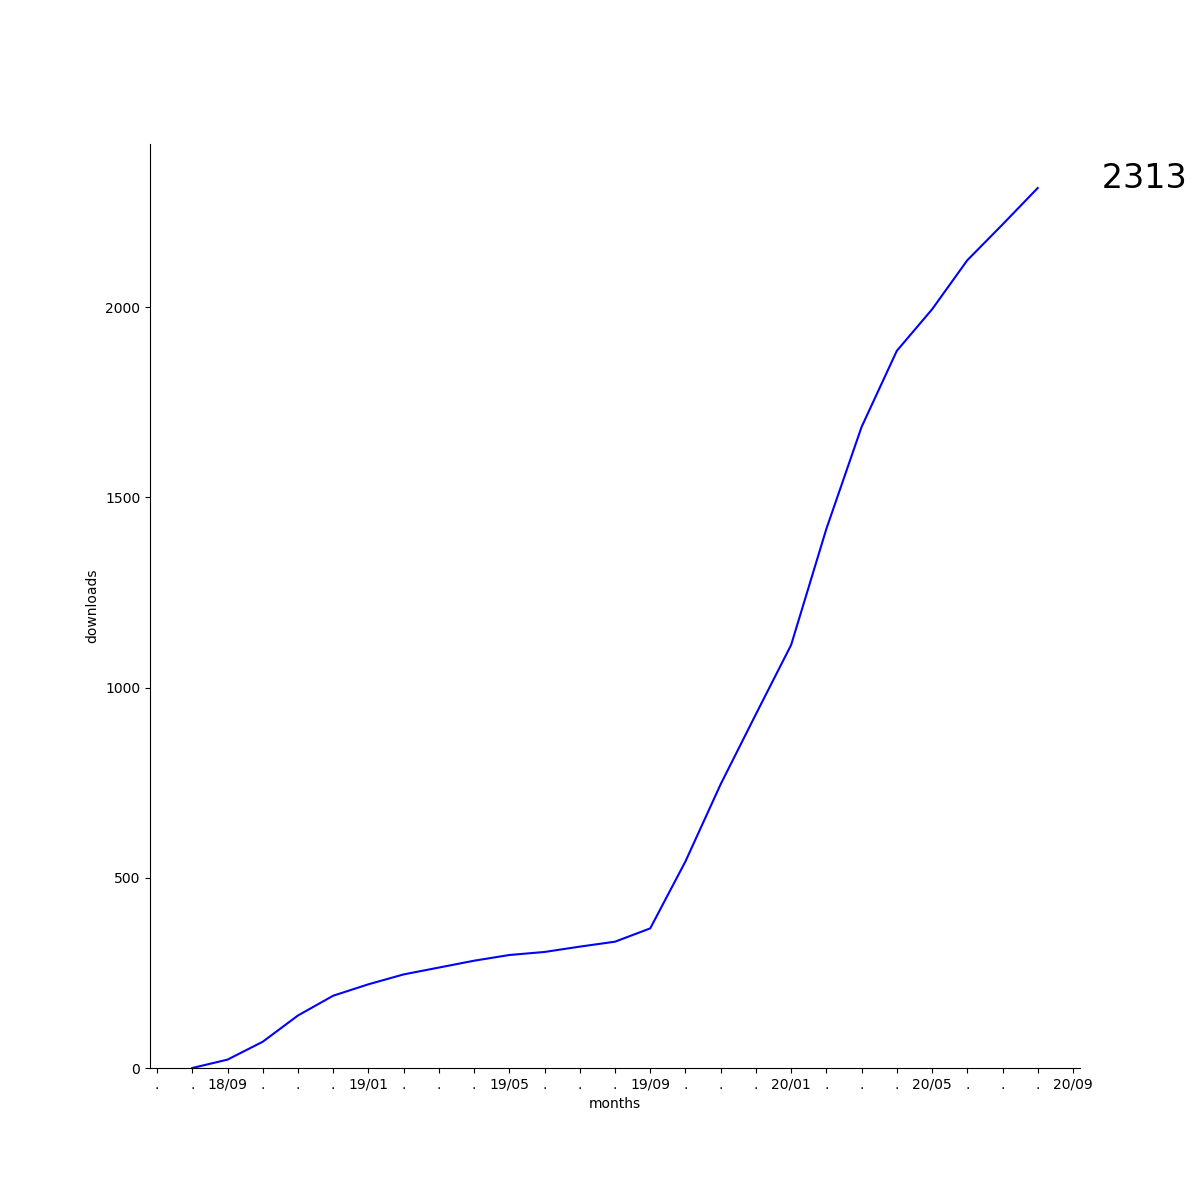 2313
2000
1500
downloads
1000
500
0
. . 18/09 . . . 19/01 . . . 19/05 . . . 19/09 . . . 20/01 . . . 20/05 . . . 20/09
months